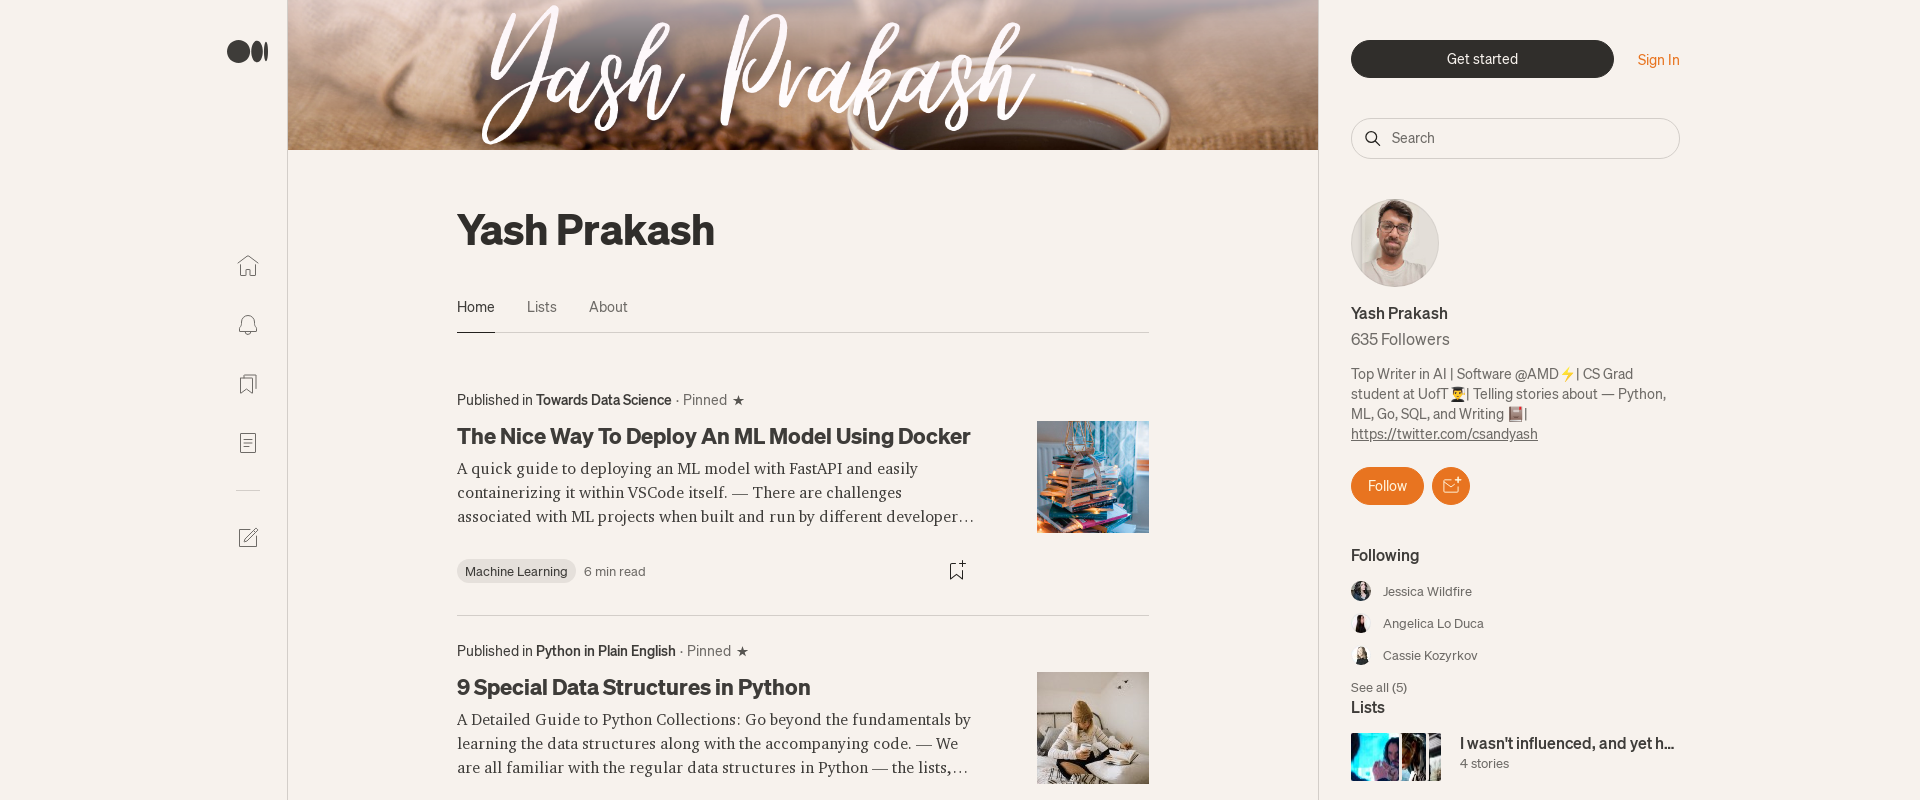 Yash Prakash
Yash Prakash
Home
Lists
About
Published in Towards Data Science · Pinned ★
The Nice Way To Deploy An ML Model Using Docker
A quick guide to deploying an ML model with FastAPI and easily
containerizing it within VSCode itself. — There are challenges
associated with ML projects when built and run by different developer…
Machine Learning
6 min read
Published in Python in Plain English · Pinned ★
9 Special Data Structures in Python
A Detailed Guide to Python Collections: Go beyond the fundamentals by
learning the data structures along with the accompanying code. — We
are all familiar with the regular data structures in Python — the lists,…
Get started
Sign In
Search
Yash Prakash
635 Followers
Top Writer in AI | Software @AMD⚡| CS Grad
student at UofT👨‍🎓| Telling stories about — Python,
ML, Go, SQL, and Writing 📔|
https://twitter.com/csandyash
Follow
Following
Jessica Wildfire
Angelica Lo Duca
Cassie Kozyrkov
See all (5)
Lists
I wasn't influenced, and yet h…
4 stories